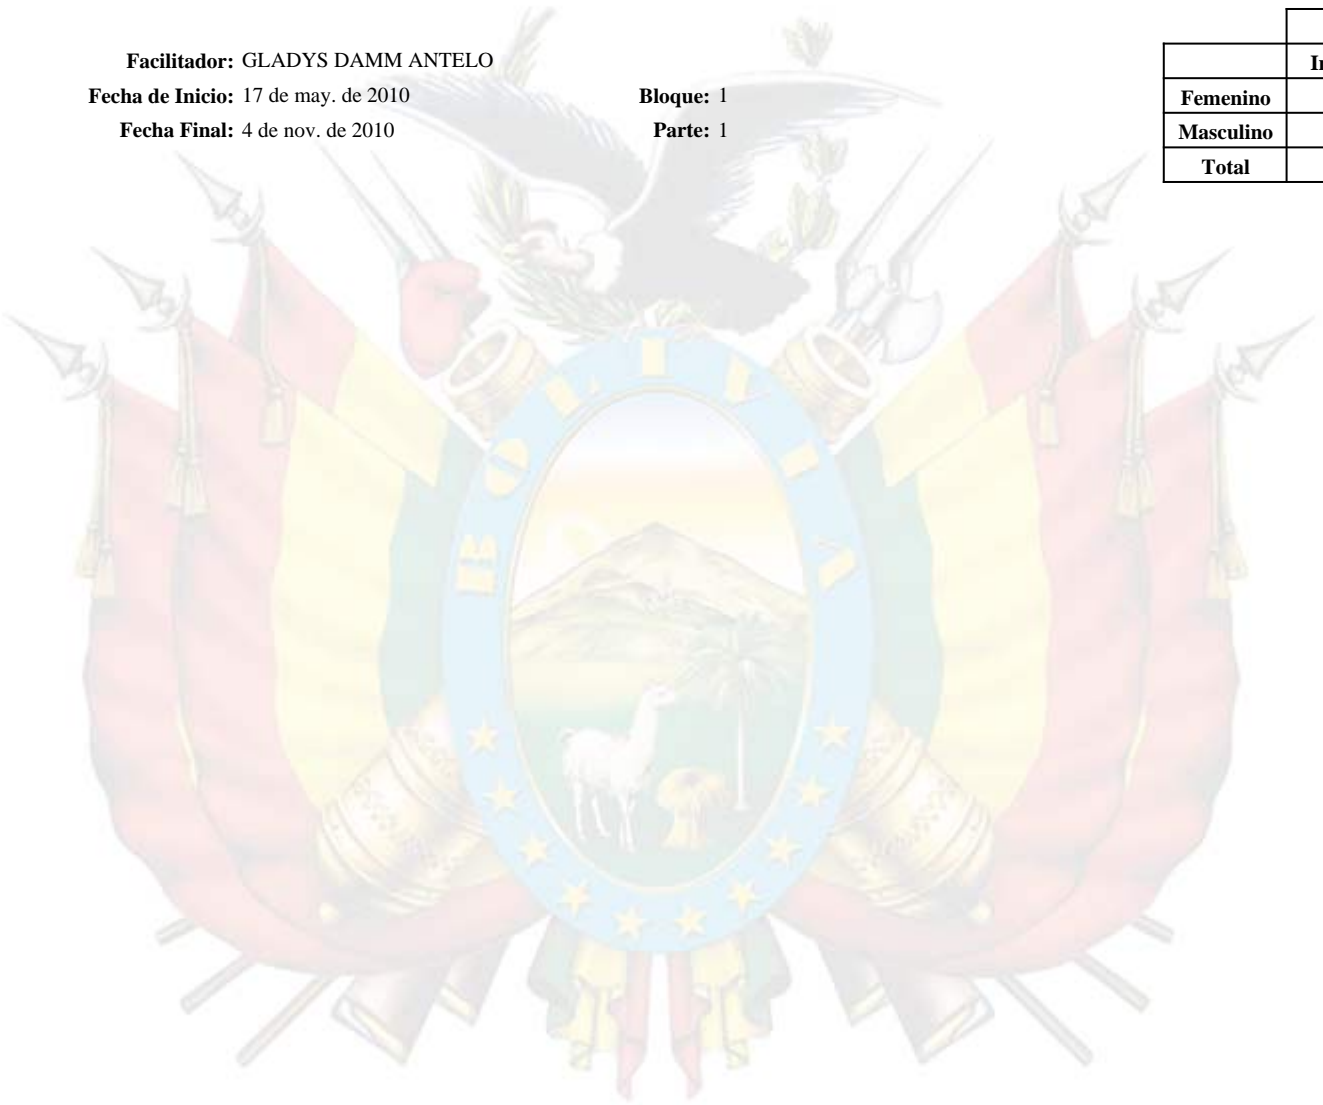 Facilitador: GLADYS DAMM ANTELO
Fecha de Inicio: 17 de may. de 2010 Bloque: 1
Fecha Final: 4 de nov. de 2010 Parte: 1
Femenino
Masculino
Total
BOLIVIA